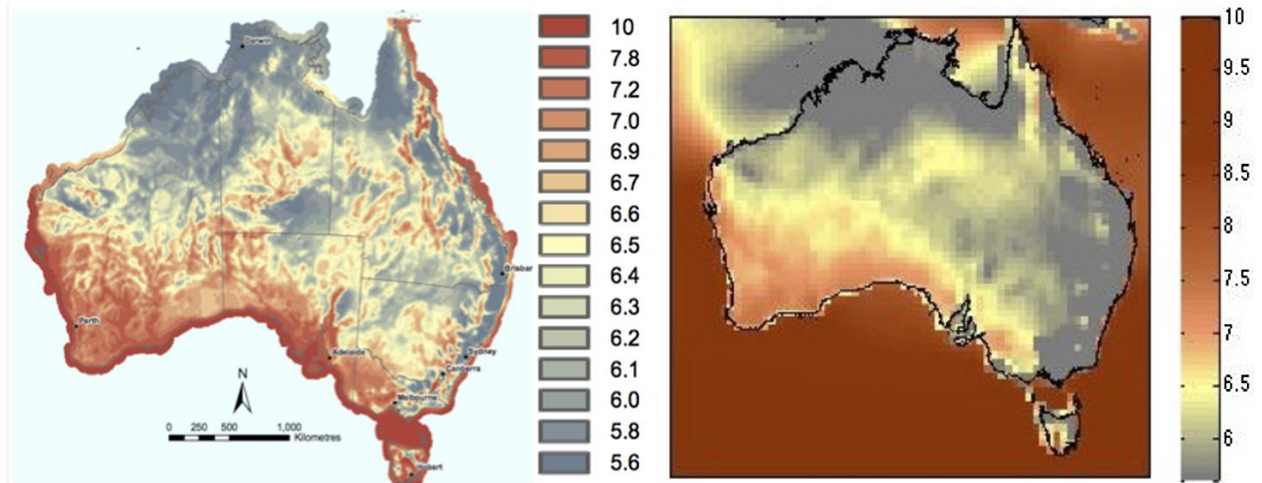 Darwin
Brisbar
Perth
Adelaide
Sydney
Canberra
Melbourne
Hobart
N
0 250 500 1,000
Kilometres
10
7.8
7.2
7.0
6.9
6.7
6.6
6.5
6.4
6.3
6.2
6.1
6.0
5.8
5.6
10
9.5
9
8.5
8
7.5
7
6.5
6